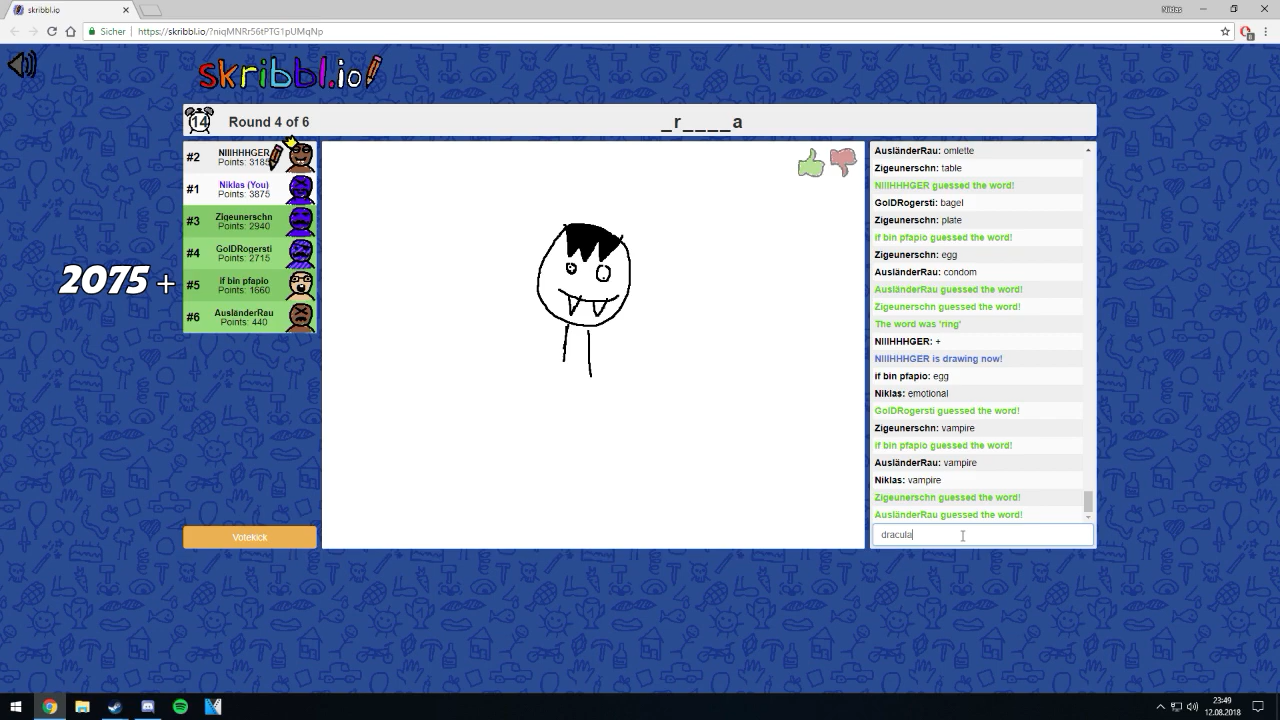 skribbl.io
Niklas
Sicher
https://skribbl.io/?niqMNRr56tPTG1pUMqNp
skribbl.io
14
Round 4 of 6
_r____a
#2
NIIIHHHGER
Points: 3185
#1
Niklas (You)
Points: 3875
#3
Zigeunerschn
Points: 2940
#4
GolDRogersti
Points: 2715
#5
if bin pfapio
Points: 1660
#6
AusländerRau
Points: 440
2075 +
Votekick
AusländerRau: omlette
Zigeunerschn: table
NIIIHHHGER guessed the word!
GolDRogersti: bagel
Zigeunerschn: plate
if bin pfapio guessed the word!
Zigeunerschn: egg
AusländerRau: condom
AusländerRau guessed the word!
Zigeunerschn guessed the word!
The word was 'ring'
NIIIHHHGER: +
NIIIHHHGER is drawing now!
if bin pfapio: egg
Niklas: emotional
GolDRogersti guessed the word!
Zigeunerschn: vampire
if bin pfapio guessed the word!
AusländerRau: vampire
Niklas: vampire
Zigeunerschn guessed the word!
AusländerRau guessed the word!
dracula
23:49
12.08.2018